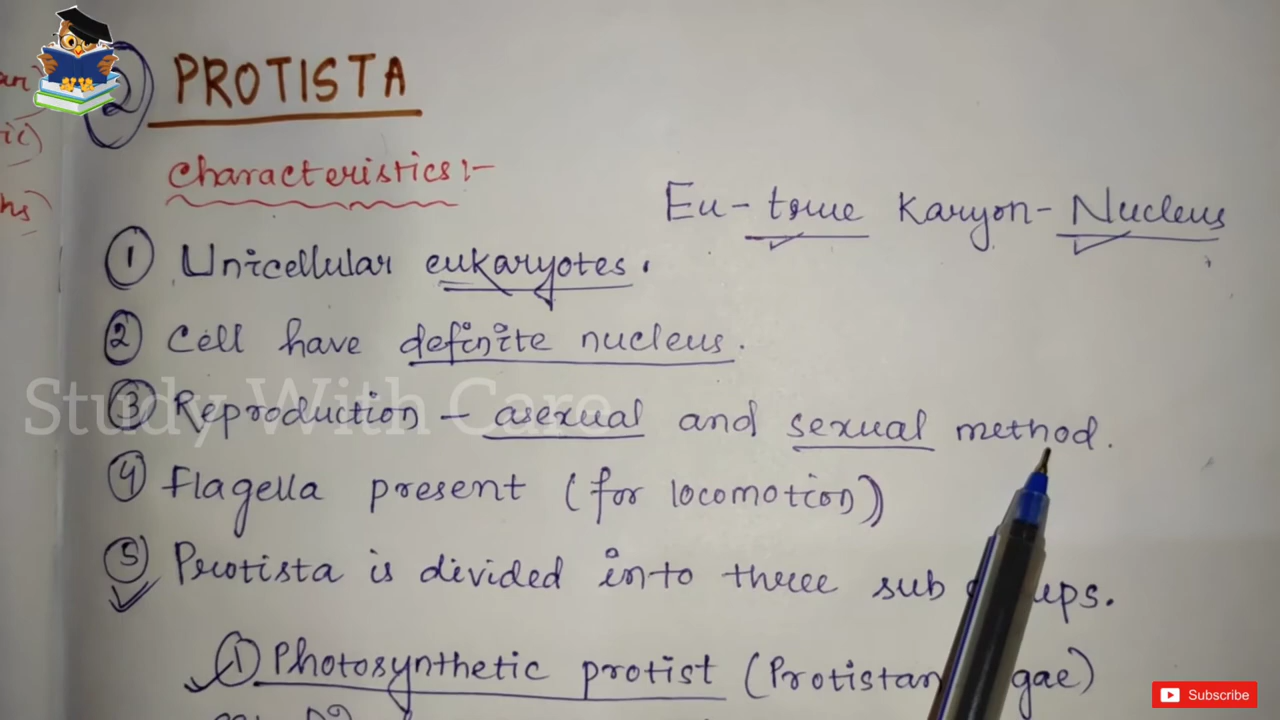 ② PROTISTA
Characteristics :-
Eu- true Karyon- Nucleus
① Unicellular eukaryotes.
② Cell have definite nucleus.
③ Reproduction - asexual and sexual method.
④ Flagella present (for locomotion)
⑤ Protista is divided into three sub
① Photosynthetic protist (Protistan
Study With Care
Subscribe